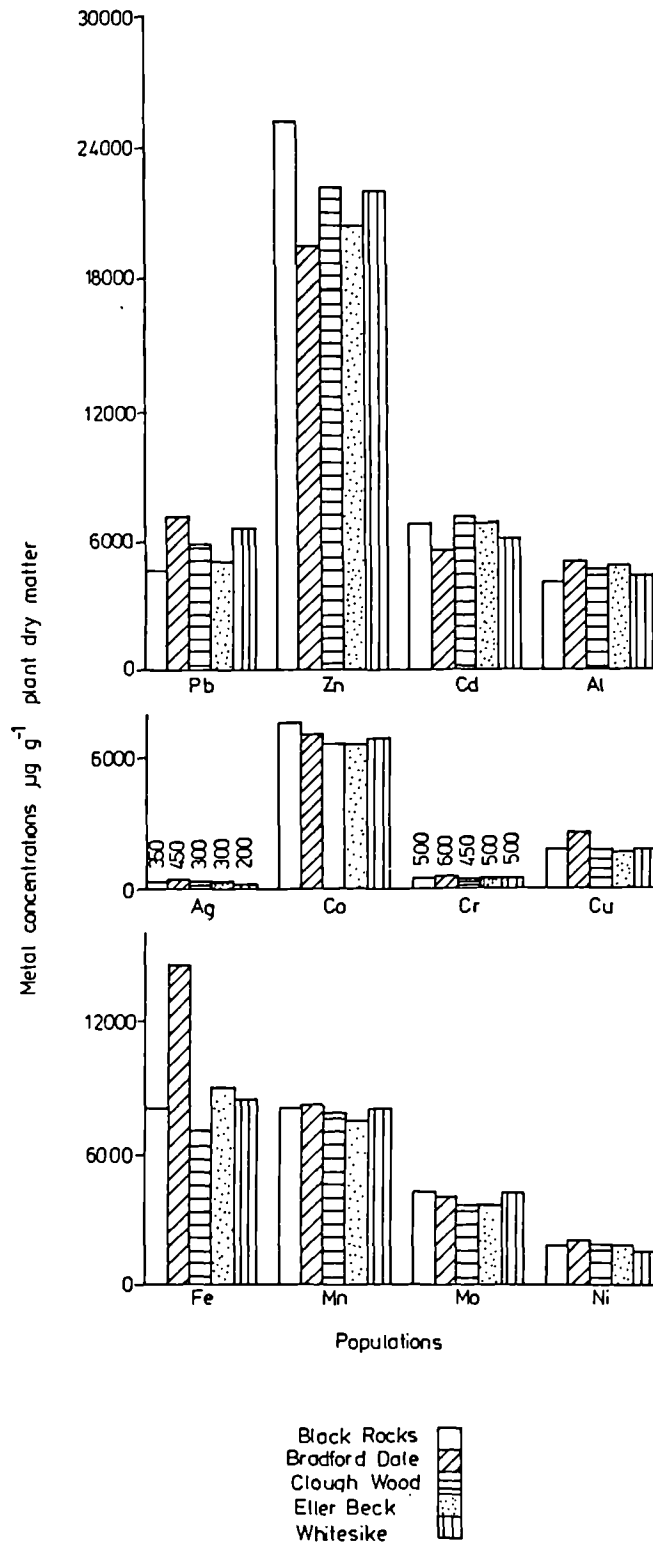 30000
24000
18000
12000
6000
0
Pb Zn Cd Al
Metal concentrations µg g⁻¹ plant dry matter
6000
0
350 450 300 300 200
500 600 450 500 500
Ag Co Cr Cu
12000
6000
0
Fe Mn Mo Ni
Populations
Black Rocks
Bradford Dale
Clough Wood
Eller Beck
Whitesike